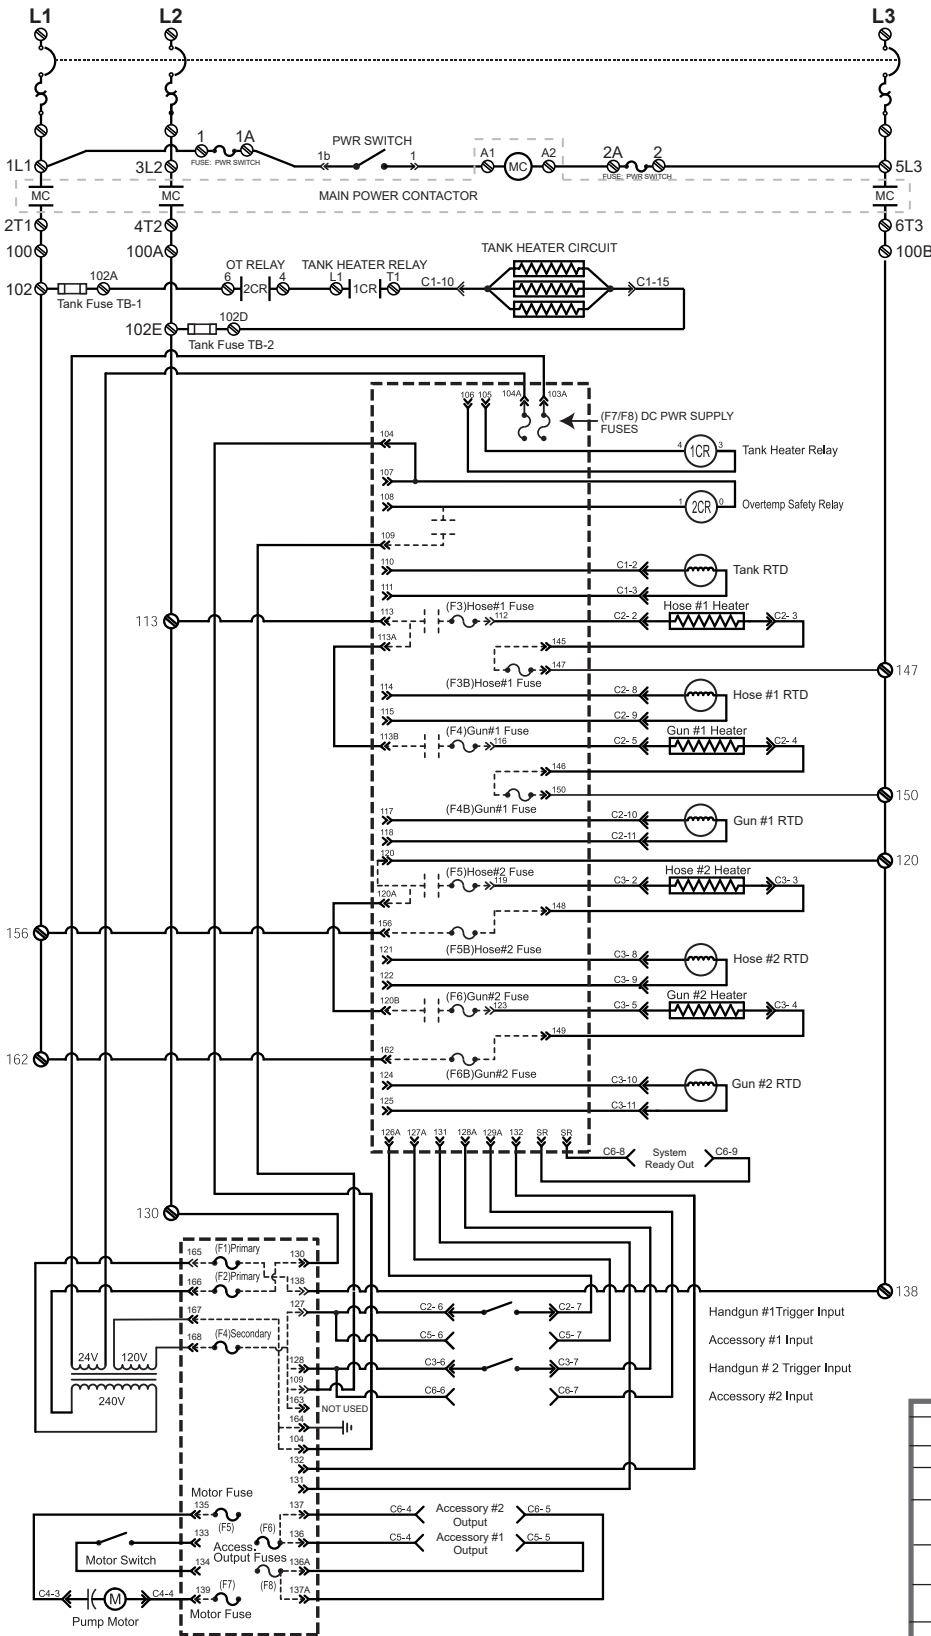 L1 L2 L3
1 1A
FUSE: PWR SWITCH
PWR SWITCH
1b 1
A1 MC A2
2A 2
FUSE: PWR SWITCH
1L1 3L2 5L3
MC MC MC
MAIN POWER CONTACTOR
2T1 4T2 6T3
100 100A 100B
OT RELAY TANK HEATER RELAY TANK HEATER CIRCUIT
102 102A 6 2CR 4 L1 1CR T1 C1-10 C1-15
Tank Fuse TB-1
102E 102D
Tank Fuse TB-2
106 105 104A 103A
(F7/F8) DC PWR SUPPLY
FUSES
104
4 1CR 3 Tank Heater Relay
107
108 1 2CR 0 Overtemp Safety Relay
109
110 C1-2 Tank RTD
111 C1-3
113 113 (F3)Hose#1 Fuse 112 C2- 2 Hose #1 Heater C2- 3
113A 145
147 147
(F3B)Hose#1 Fuse
114 C2- 8 Hose #1 RTD
115 C2- 9
113B (F4)Gun#1 Fuse 116 C2- 5 Gun #1 Heater C2- 4
146
150 150
(F4B)Gun#1 Fuse
117 C2-10 Gun #1 RTD
118 C2-11
120 120
(F5)Hose#2 Fuse 119 C3- 2 Hose #2 Heater C3- 3
120A 148
156 156
(F5B)Hose#2 Fuse
121 C3- 8 Hose #2 RTD
122 C3- 9
120B (F6)Gun#2 Fuse 123 C3- 5 Gun #2 Heater C3- 4
149
162 162
(F6B)Gun#2 Fuse
124 C3-10 Gun #2 RTD
125 C3-11
126A 127A 131 128A 129A 132 SR SR
C6-8 System C6-9
Ready Out
130
165 (F1)Primary 130
166 (F2)Primary 138 138
167 127 C2- 6 C2- 7 Handgun #1Trigger Input
168 (F4)Secondary C5- 6 C5- 7 Accessory #1 Input
24V 120V
128 C3-6 C3-7 Handgun # 2 Trigger Input
240V
109 C6-6 C6-7 Accessory #2 Input
163 NOT USED
164
104
132
131
Motor Fuse
135 (F5) 137 C6-4 Accessory #2 C6- 5
Output
133 (F6) 136 C5-4 Accessory #1 C5- 5
Output
Access.
Output Fuses
Motor Switch 134 (F8) 136A
C4-3 M C4-4 139 (F7) 137A
Pump Motor Motor Fuse